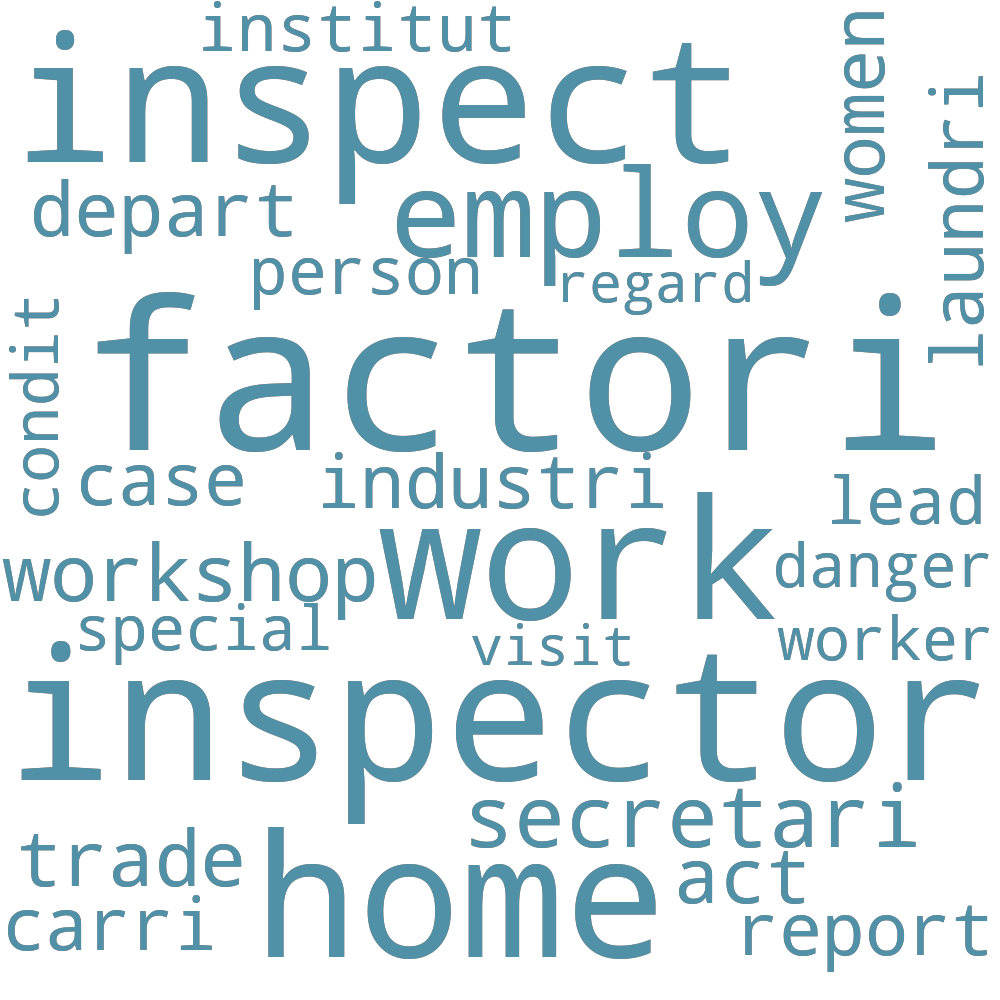 institut
inspect
women
laundri
depart
employ
person
regard
factori
condit
case
industri
lead
work
workshop
danger
special
visit
worker
inspector
secretari
trade
home
act
carri
report